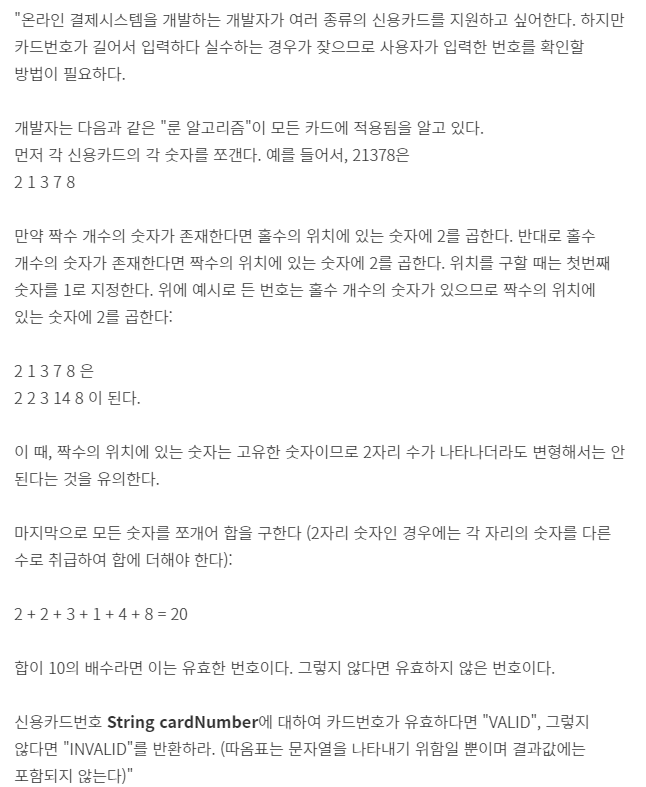 "온라인 결제시스템을 개발하는 개발자가 여러 종류의 신용카드를 지원하고 싶어한다. 하지만
카드번호가 길어서 입력하다 실수하는 경우가 잦으므로 사용자가 입력한 번호를 확인할
방법이 필요하다.
개발자는 다음과 같은 "룬 알고리즘"이 모든 카드에 적용됨을 알고 있다.
먼저 각 신용카드의 각 숫자를 쪼갠다. 예를 들어서, 21378은
2 1 3 7 8
만약 짝수 개수의 숫자가 존재한다면 홀수의 위치에 있는 숫자에 2를 곱한다. 반대로 홀수
개수의 숫자가 존재한다면 짝수의 위치에 있는 숫자에 2를 곱한다. 위치를 구할 때는 첫번째
숫자를 1로 지정한다. 위에 예시로 든 번호는 홀수 개수의 숫자가 있으므로 짝수의 위치에
있는 숫자에 2를 곱한다:
2 1 3 7 8 은
2 2 3 14 8 이 된다.
이 때, 짝수의 위치에 있는 숫자는 고유한 숫자이므로 2자리 수가 나타나더라도 변형해서는 안
된다는 것을 유의한다.
마지막으로 모든 숫자를 쪼개어 합을 구한다 (2자리 숫자인 경우에는 각 자리의 숫자를 다른
수로 취급하여 합에 더해야 한다):
2 + 2 + 3 + 1 + 4 + 8 = 20
합이 10의 배수라면 이는 유효한 번호이다. 그렇지 않다면 유효하지 않은 번호이다.
신용카드번호 String cardNumber에 대하여 카드번호가 유효하다면 "VALID", 그렇지
않다면 "INVALID"를 반환하라. (따옴표는 문자열을 나타내기 위함일 뿐이며 결과값에는
포함되지 않는다)"